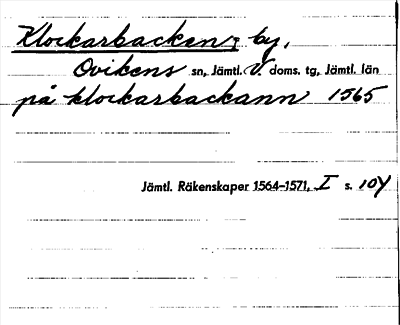 Klockarbacken, by,
Ovikens sn, Jämtl. V. doms. tg, Jämtl. län
på klockarbackann 1565
Jämtl. Räkenskaper 1564-1571, I s. 104